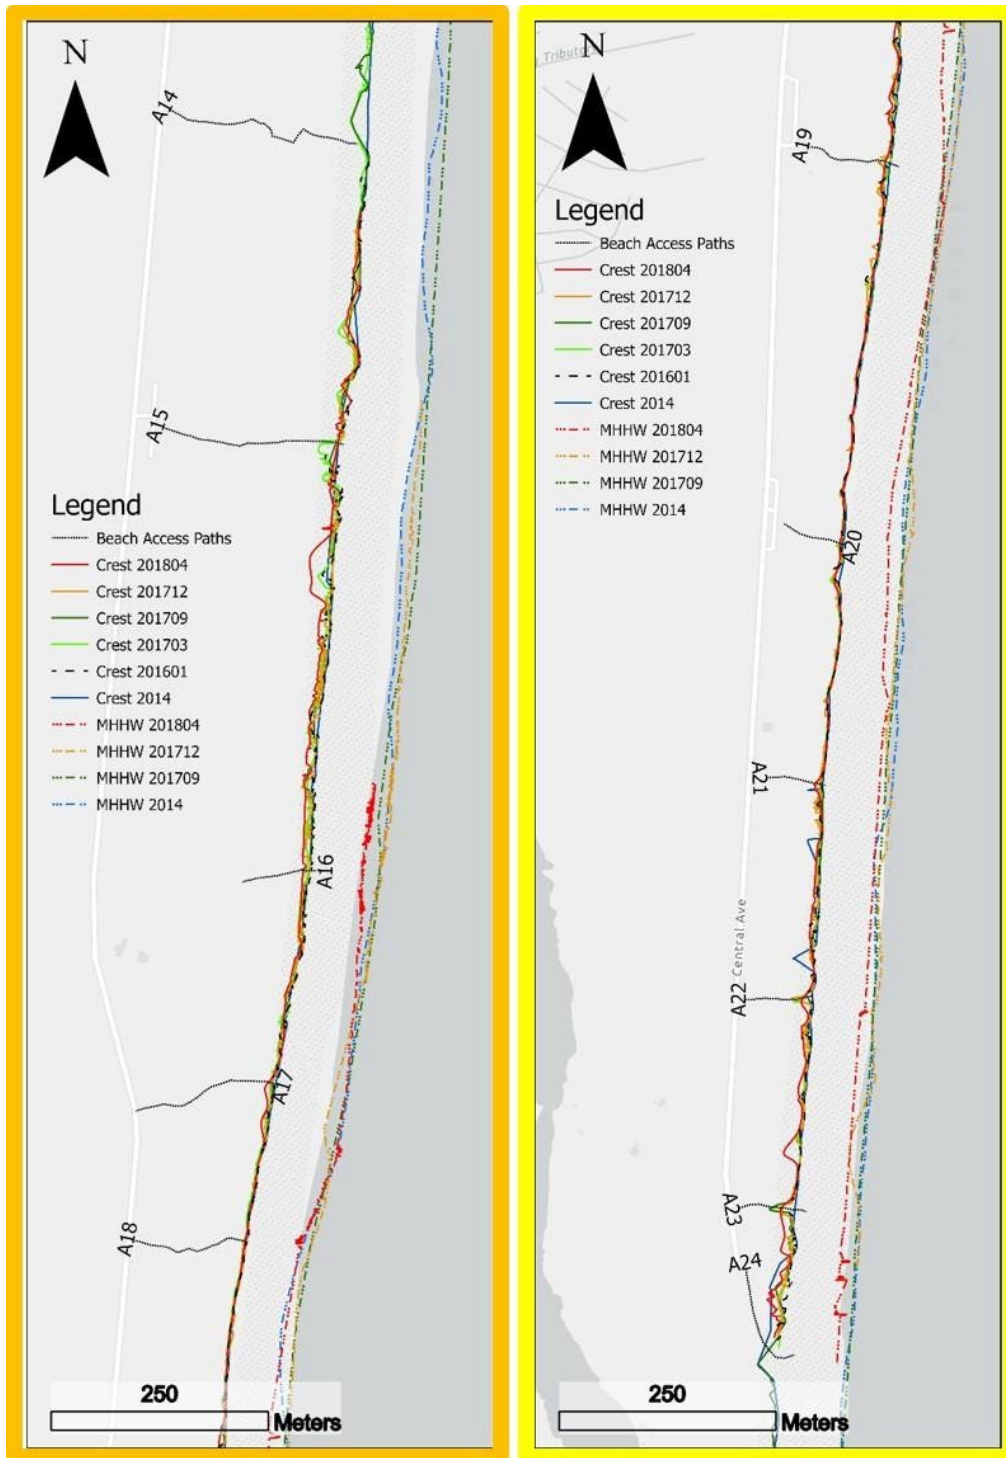 N
A14
A15
Legend
Beach Access Paths
Crest 201804
Crest 201712
Crest 201709
Crest 201703
Crest 201601
Crest 2014
MHHW 201804
MHHW 201712
MHHW 201709
MHHW 2014
A16
A17
A18
250
Meters
Tributary
N
A19
Legend
Beach Access Paths
Crest 201804
Crest 201712
Crest 201709
Crest 201703
Crest 201601
Crest 2014
MHHW 201804
MHHW 201712
MHHW 201709
MHHW 2014
A20
A21
Central Ave
A22
A23
A24
250
Meters